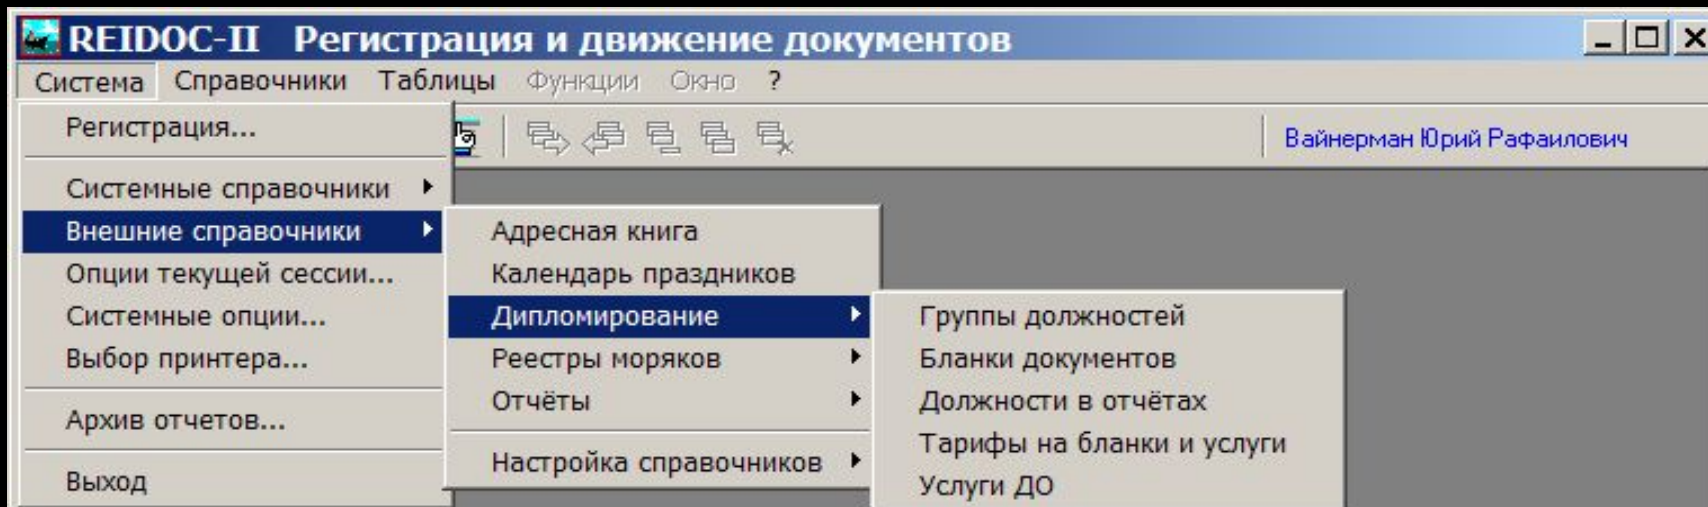 REIDOC-II Регистрация и движение документов
Система Справочники Таблицы Функции Окно ?
Вайнерман Юрий Рафаилович
Регистрация...
Системные справочники
Внешние справочники
Опции текущей сессии...
Системные опции...
Выбор принтера...
Архив отчетов...
Выход
Адресная книга
Календарь праздников
Дипломирование
Реестры моряков
Отчёты
Настройка справочников
Группы должностей
Бланки документов
Должности в отчётах
Тарифы на бланки и услуги
Услуги ДО